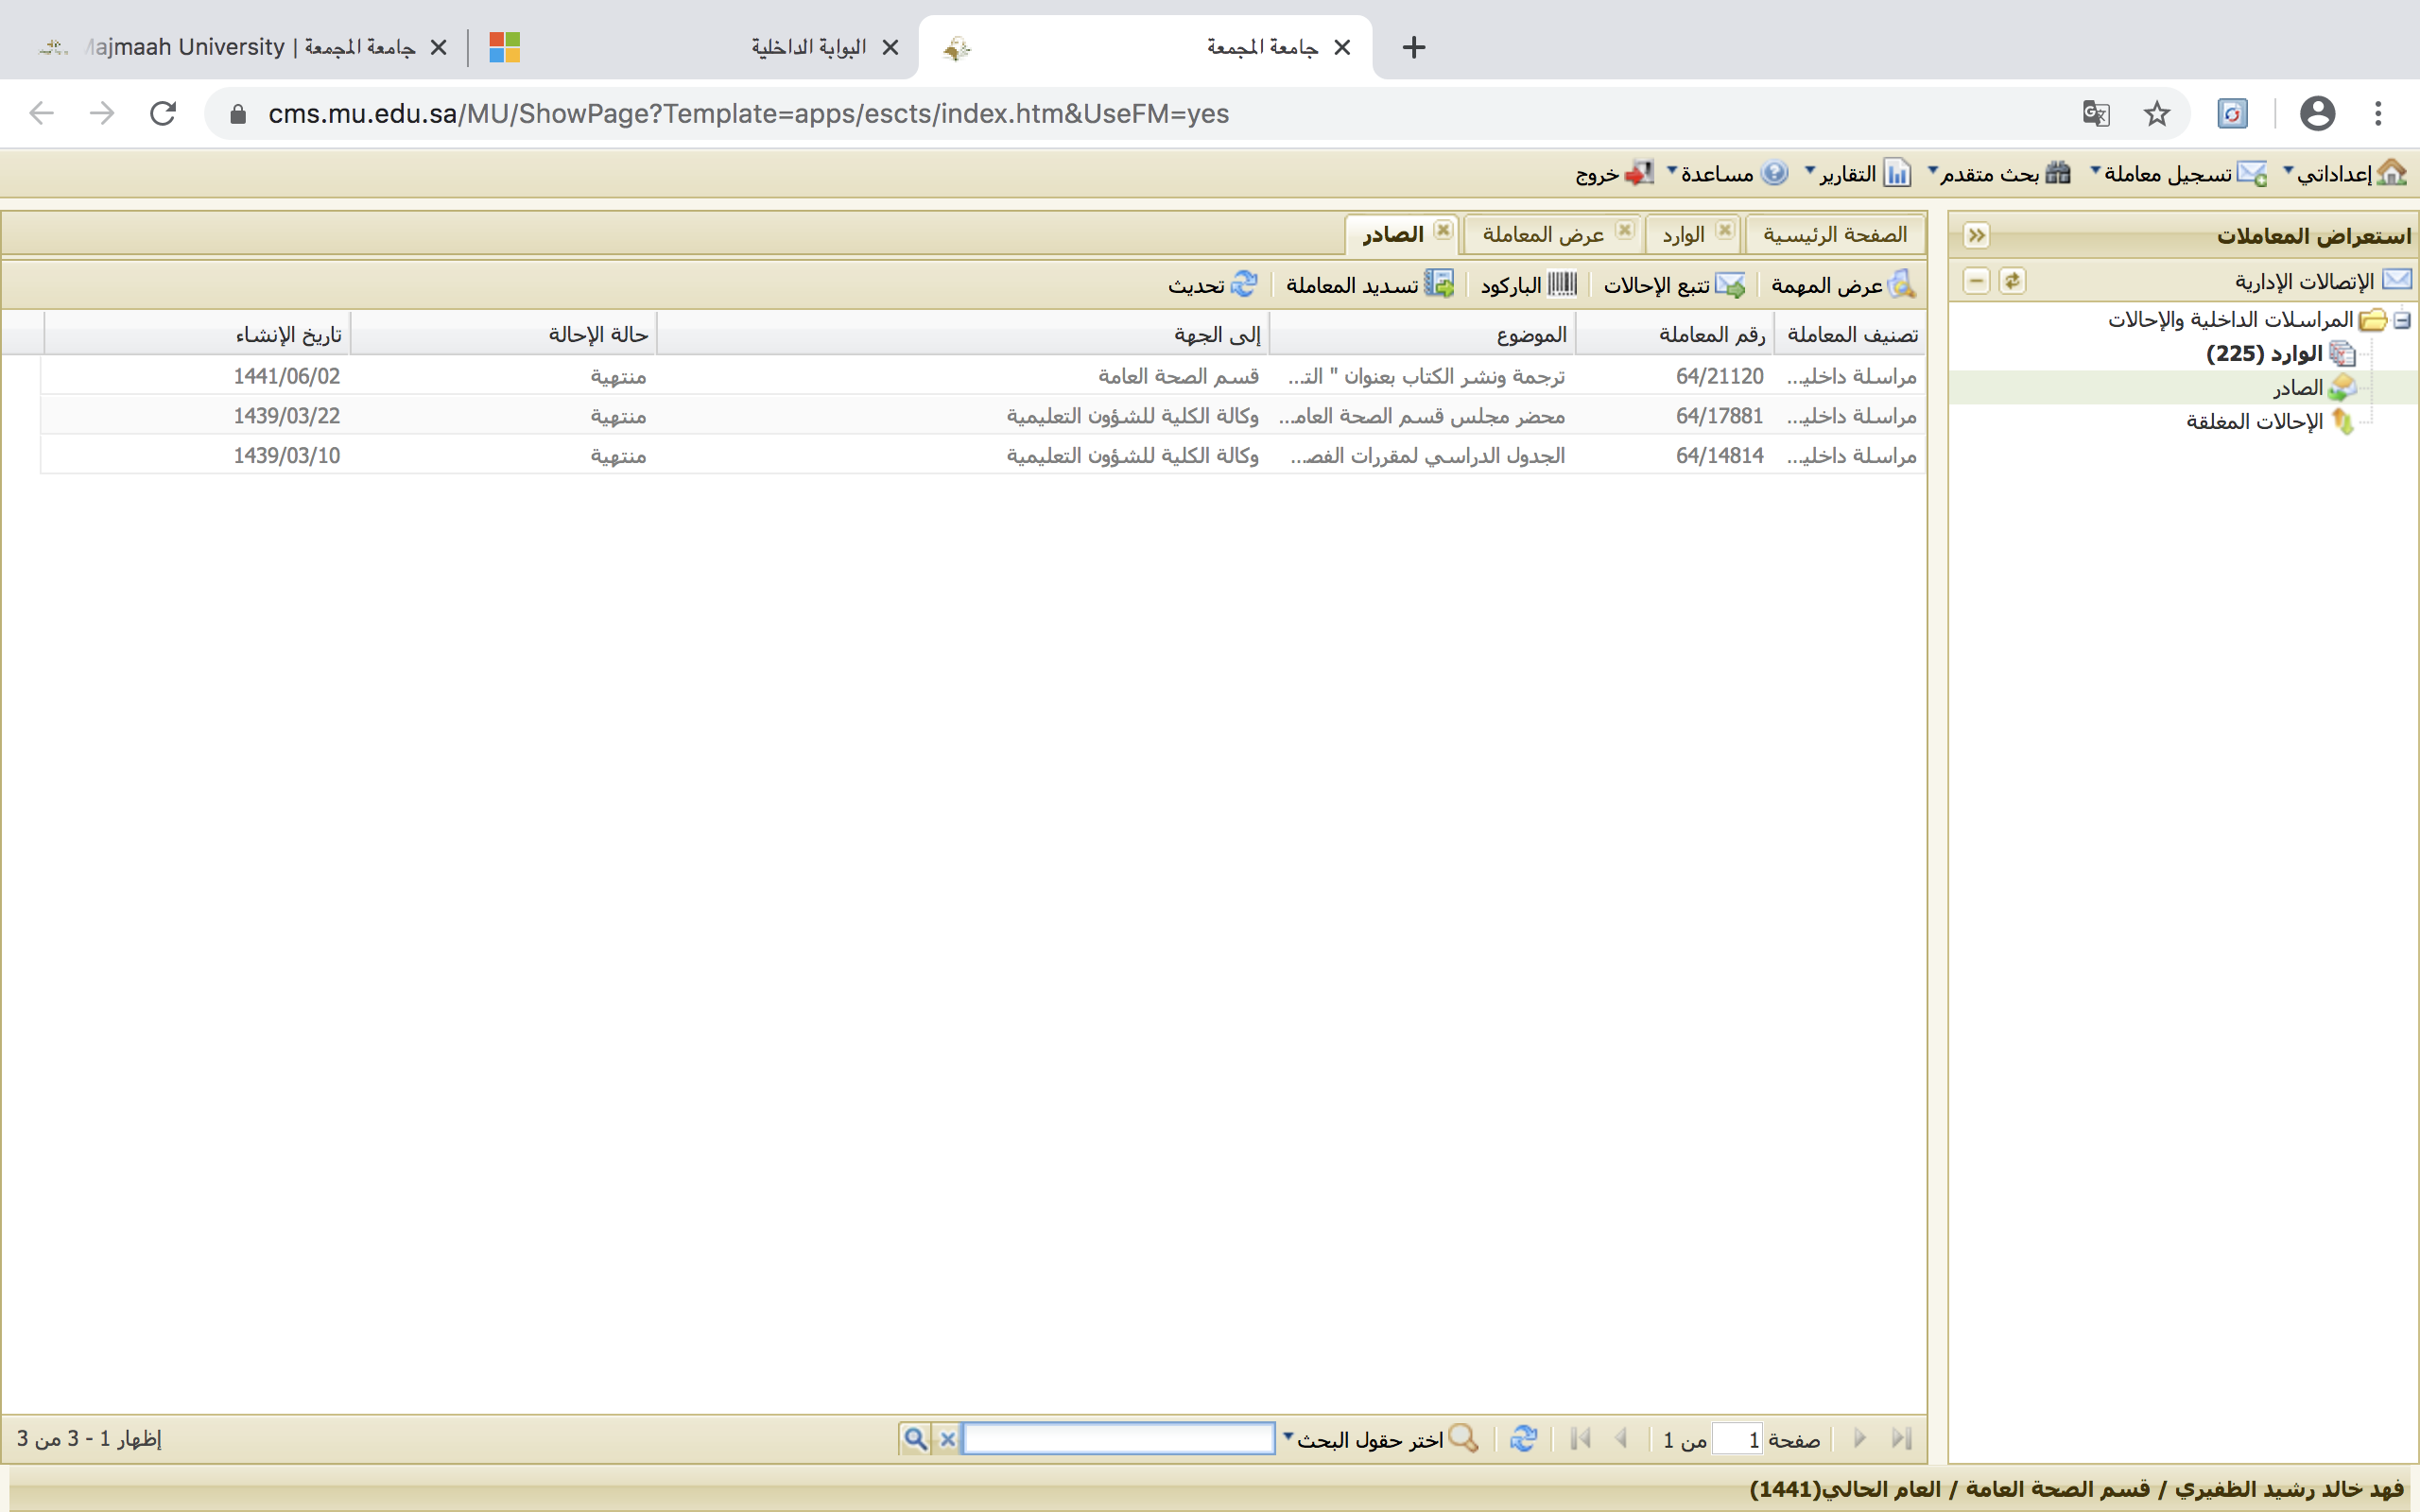 جامعة المجمعة | Majmaah University
البوابة الداخلية
جامعة المجمعة
cms.mu.edu.sa/MU/ShowPage?Template=apps/escts/index.htm&UseFM=yes
إعداداتي تسجيل معاملة بحث متقدم التقارير مساعدة خروج
استعراض المعاملات
الإتصالات الإدارية
المراسلات الداخلية والإحالات
الوارد (225)
الصادر
الإحالات المغلقة
الصفحة الرئيسية الوارد عرض المعاملة الصادر
عرض المهمة تتبع الإحالات الباركود تسديد المعاملة تحديث
تصنيف المعاملة رقم المعاملة الموضوع إلى الجهة حالة الإحالة تاريخ الإنشاء
مراسلة داخلي... 64/21120 ترجمة ونشر الكتاب بعنوان " الت... قسم الصحة العامة منتهية 1441/06/02
مراسلة داخلي... 64/17881 محضر مجلس قسم الصحة العام... وكالة الكلية للشؤون التعليمية منتهية 1439/03/22
مراسلة داخلي... 64/14814 الجدول الدراسي لمقررات الفص... وكالة الكلية للشؤون التعليمية منتهية 1439/03/10
صفحة 1 من 1 اختر حقول البحث إظهار 1 - 3 من 3
فهد خالد رشيد الظفيري / قسم الصحة العامة / العام الحالي(1441)